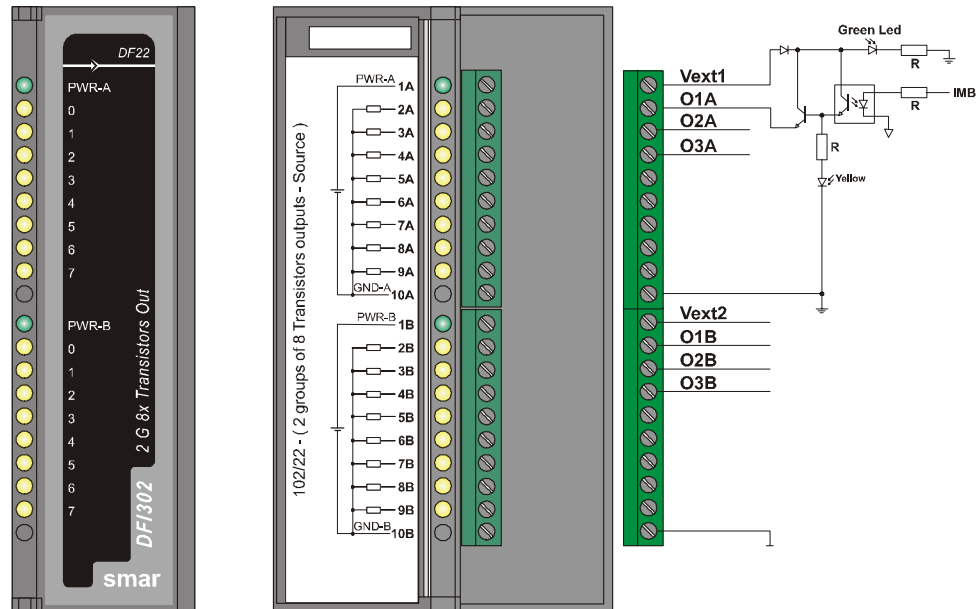 DF22
PWR-A
0
1
2
3
4
5
6
7
PWR-B
0
1
2
3
4
5
6
7
2 G 8x Transistors Out
DFI302
smar
102/22 - ( 2 groups of 8 Transistors outputs - Source )
PWR-A 1A
2A
3A
4A
5A
6A
7A
8A
9A
GND-A 10A
PWR-B 1B
2B
3B
4B
5B
6B
7B
8B
9B
GND-B 10B
Green Led
R
Vext1
O1A
R
IMB
O2A
O3A
R
Yellow
Vext2
O1B
O2B
O3B